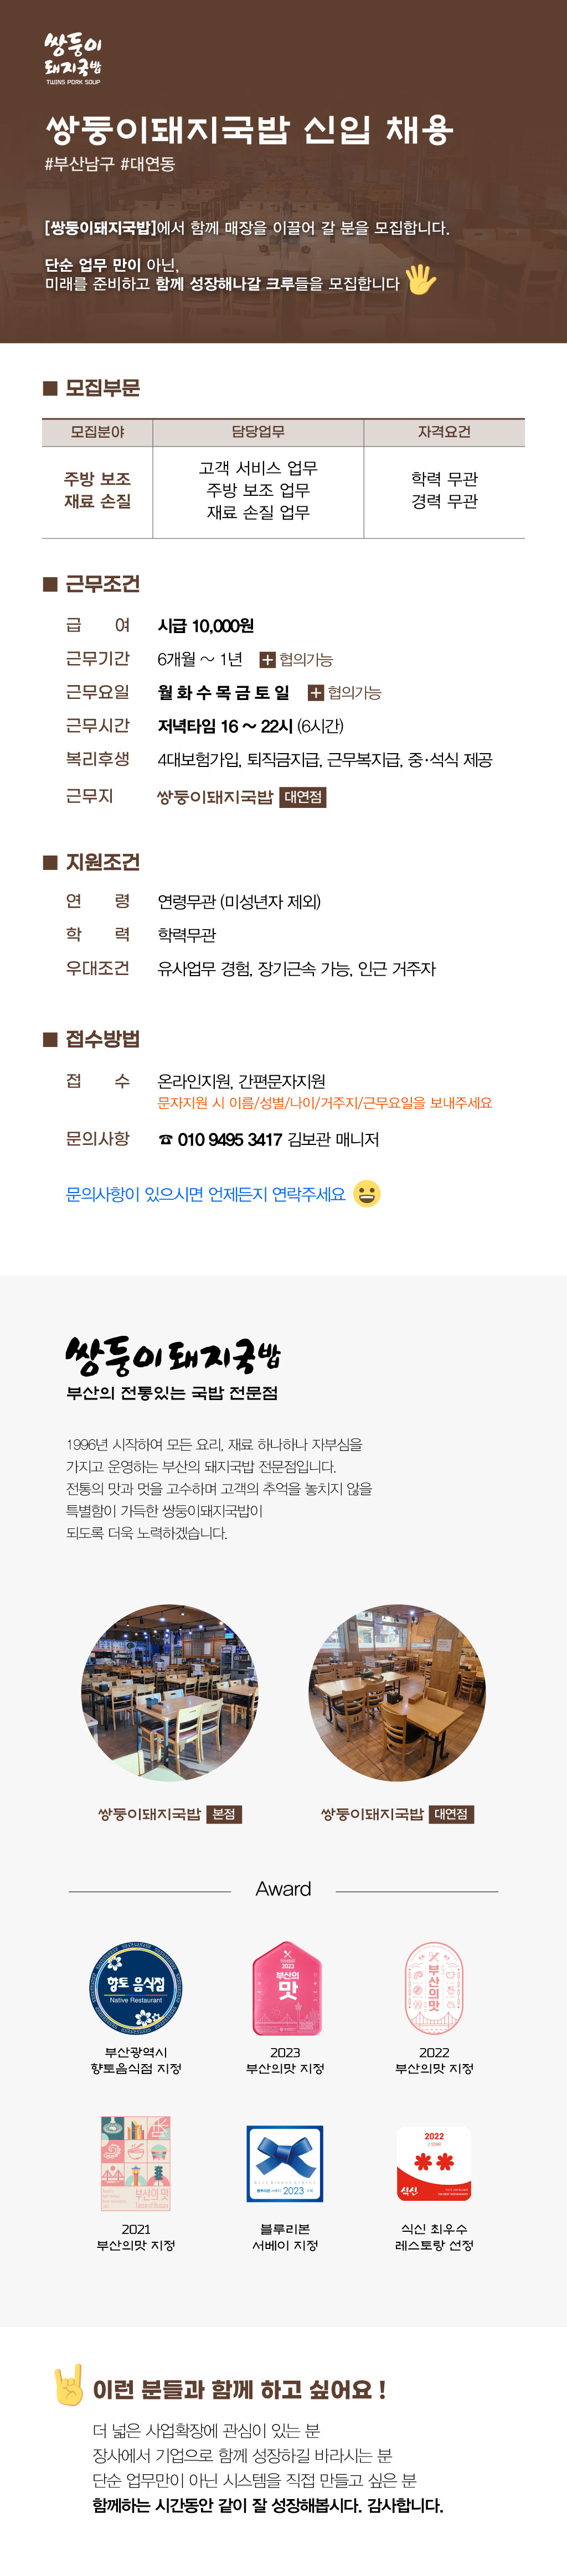 쌍둥이
돼지국밥
TWINS PORK SOUP
쌍둥이돼지국밥 신입 채용
#부산남구 #대연동
[쌍둥이돼지국밥]에서 함께 매장을 이끌어 갈 분을 모집합니다.
단순 업무 만이 아닌,
미래를 준비하고 함께 성장해나갈 크루들을 모집합니다
■ 모집부문
모집분야 담당업무 자격요건
주방 보조
재료 손질
고객 서비스 업무
주방 보조 업무
재료 손질 업무
학력 무관
경력 무관
■ 근무조건
급 여 시급 10,000원
근무기간 6개월 ~ 1년 + 협의가능
근무요일 월 화 수 목 금 토 일 + 협의가능
근무시간 저녁타임 16 ~ 22시 (6시간)
복리후생 4대보험가입, 퇴직금지급, 근무복지급, 중·석식 제공
근무지 쌍둥이돼지국밥 대연점
■ 지원조건
연 령 연령무관 (미성년자 제외)
학 력 학력무관
우대조건 유사업무 경험, 장기근속 가능, 인근 거주자
■ 접수방법
접 수 온라인지원, 간편문자지원
문자지원 시 이름/성별/나이/거주지/근무요일을 보내주세요
문의사항 ☎ 010 9495 3417 김보관 매니저
문의사항이 있으시면 언제든지 연락주세요
쌍둥이돼지국밥
부산의 전통있는 국밥 전문점
1996년 시작하여 모든 요리, 재료 하나하나 자부심을
가지고 운영하는 부산의 돼지국밥 전문점입니다.
전통의 맛과 멋을 고수하며 고객의 추억을 놓치지 않을
특별함이 가득한 쌍둥이돼지국밥이
되도록 더욱 노력하겠습니다.
쌍둥이돼지국밥 본점
쌍둥이돼지국밥 대연점
Award
향토 음식점
Native Restaurant
2023
부산의
맛
부산의맛
부산광역시
향토음식점 지정
2023
부산의맛 지정
2022
부산의맛 지정
부산의 맛
Taste of Busan
BLUE RIBBON SURVEY
블루리본 서베이 2023 수록
2022
2 STAR
식신
2021
부산의맛 지정
블루리본
서베이 지정
식신 최우수
레스토랑 선정
이런 분들과 함께 하고 싶어요 !
더 넓은 사업확장에 관심이 있는 분
장사에서 기업으로 함께 성장하길 바라시는 분
단순 업무만이 아닌 시스템을 직접 만들고 싶은 분
함께하는 시간동안 같이 잘 성장해봅시다. 감사합니다.